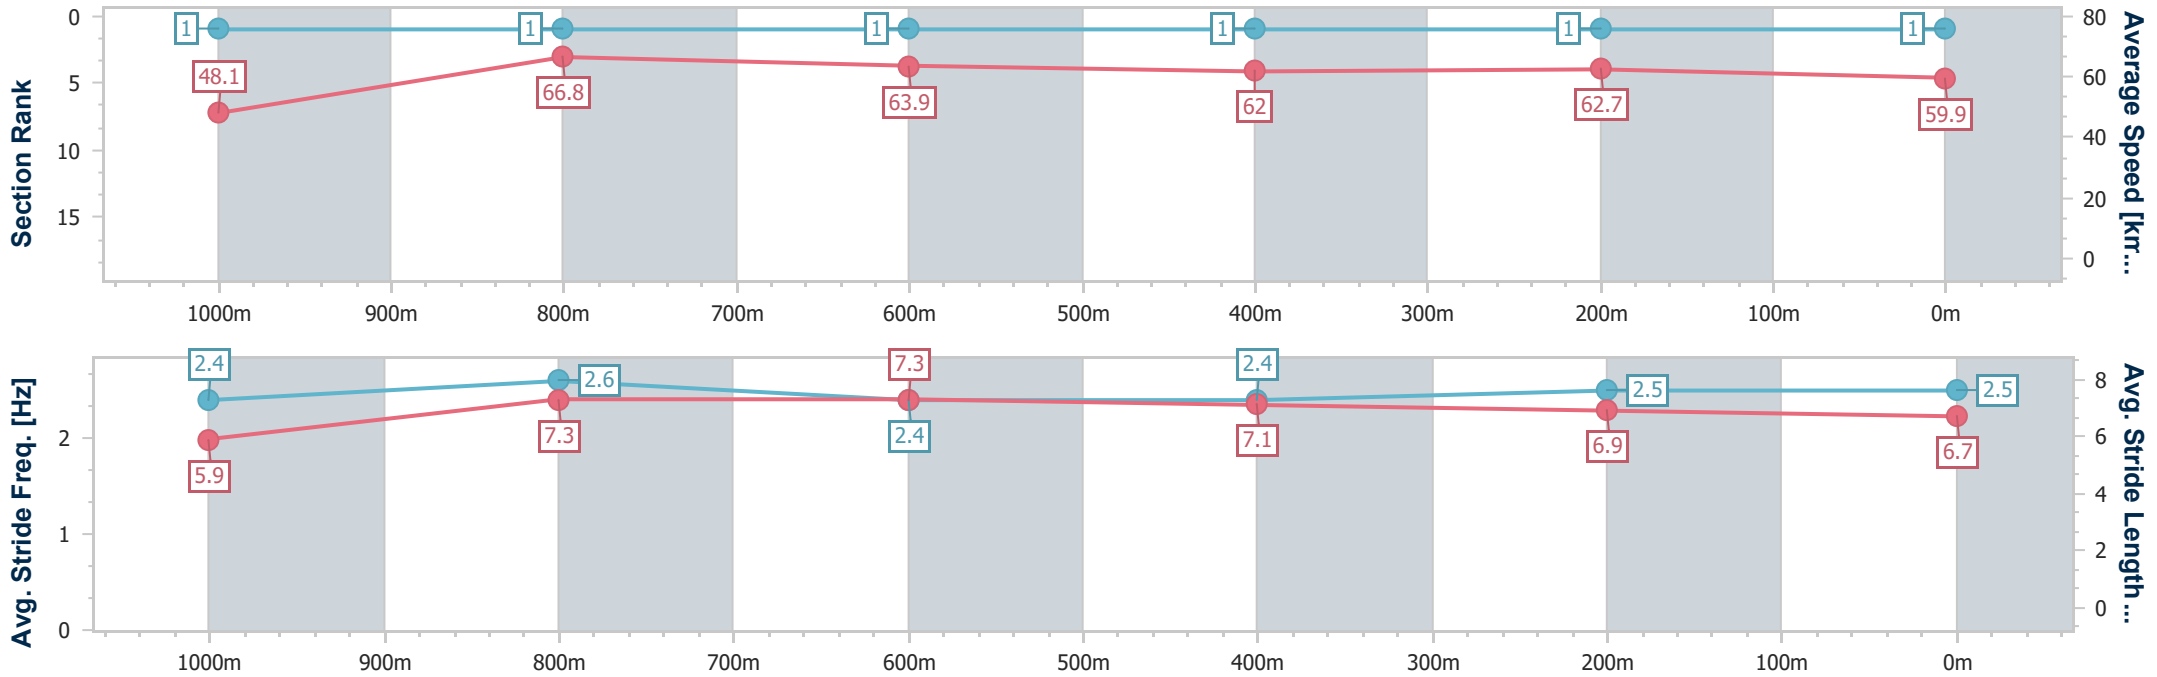 Section Rank
0
5
10
15
1
1
1
1
1
1
48.1
66.8
63.9
62
62.7
59.9
80
60
40
20
0
Average Speed [km...
1000m
900m
800m
700m
600m
500m
400m
300m
200m
100m
0m
Avg. Stride Freq. [Hz]
2
1
0
2.4
2.6
2.4
2.4
2.5
2.5
5.9
7.3
7.3
7.1
6.9
6.7
8
6
4
2
0
Avg. Stride Length ...
1000m
900m
800m
700m
600m
500m
400m
300m
200m
100m
0m